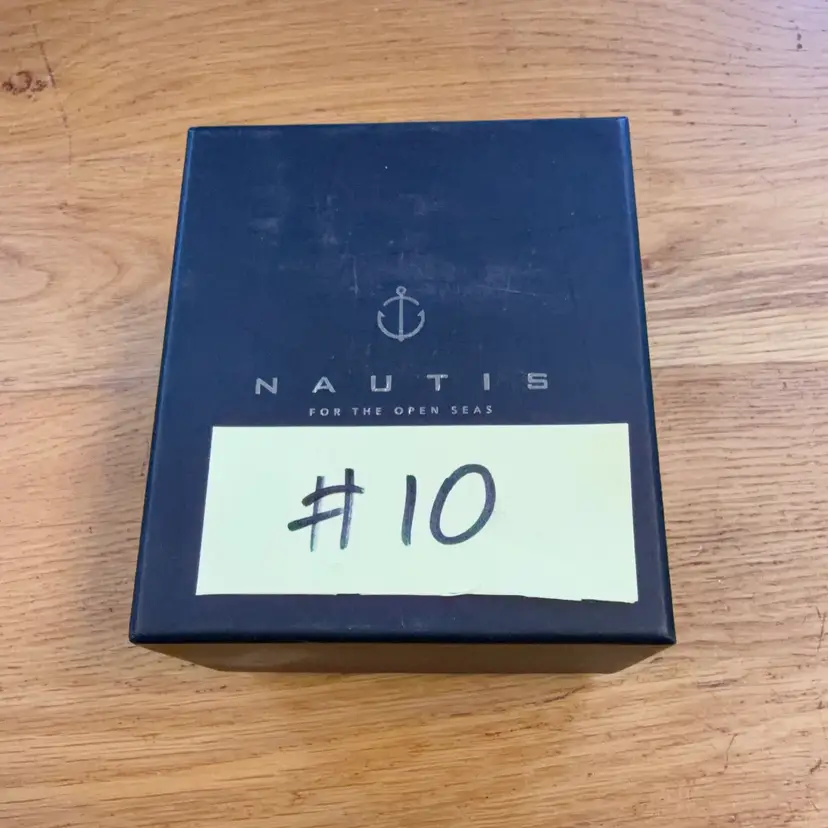 NAUTIS
FOR THE OPEN SEAS
#10